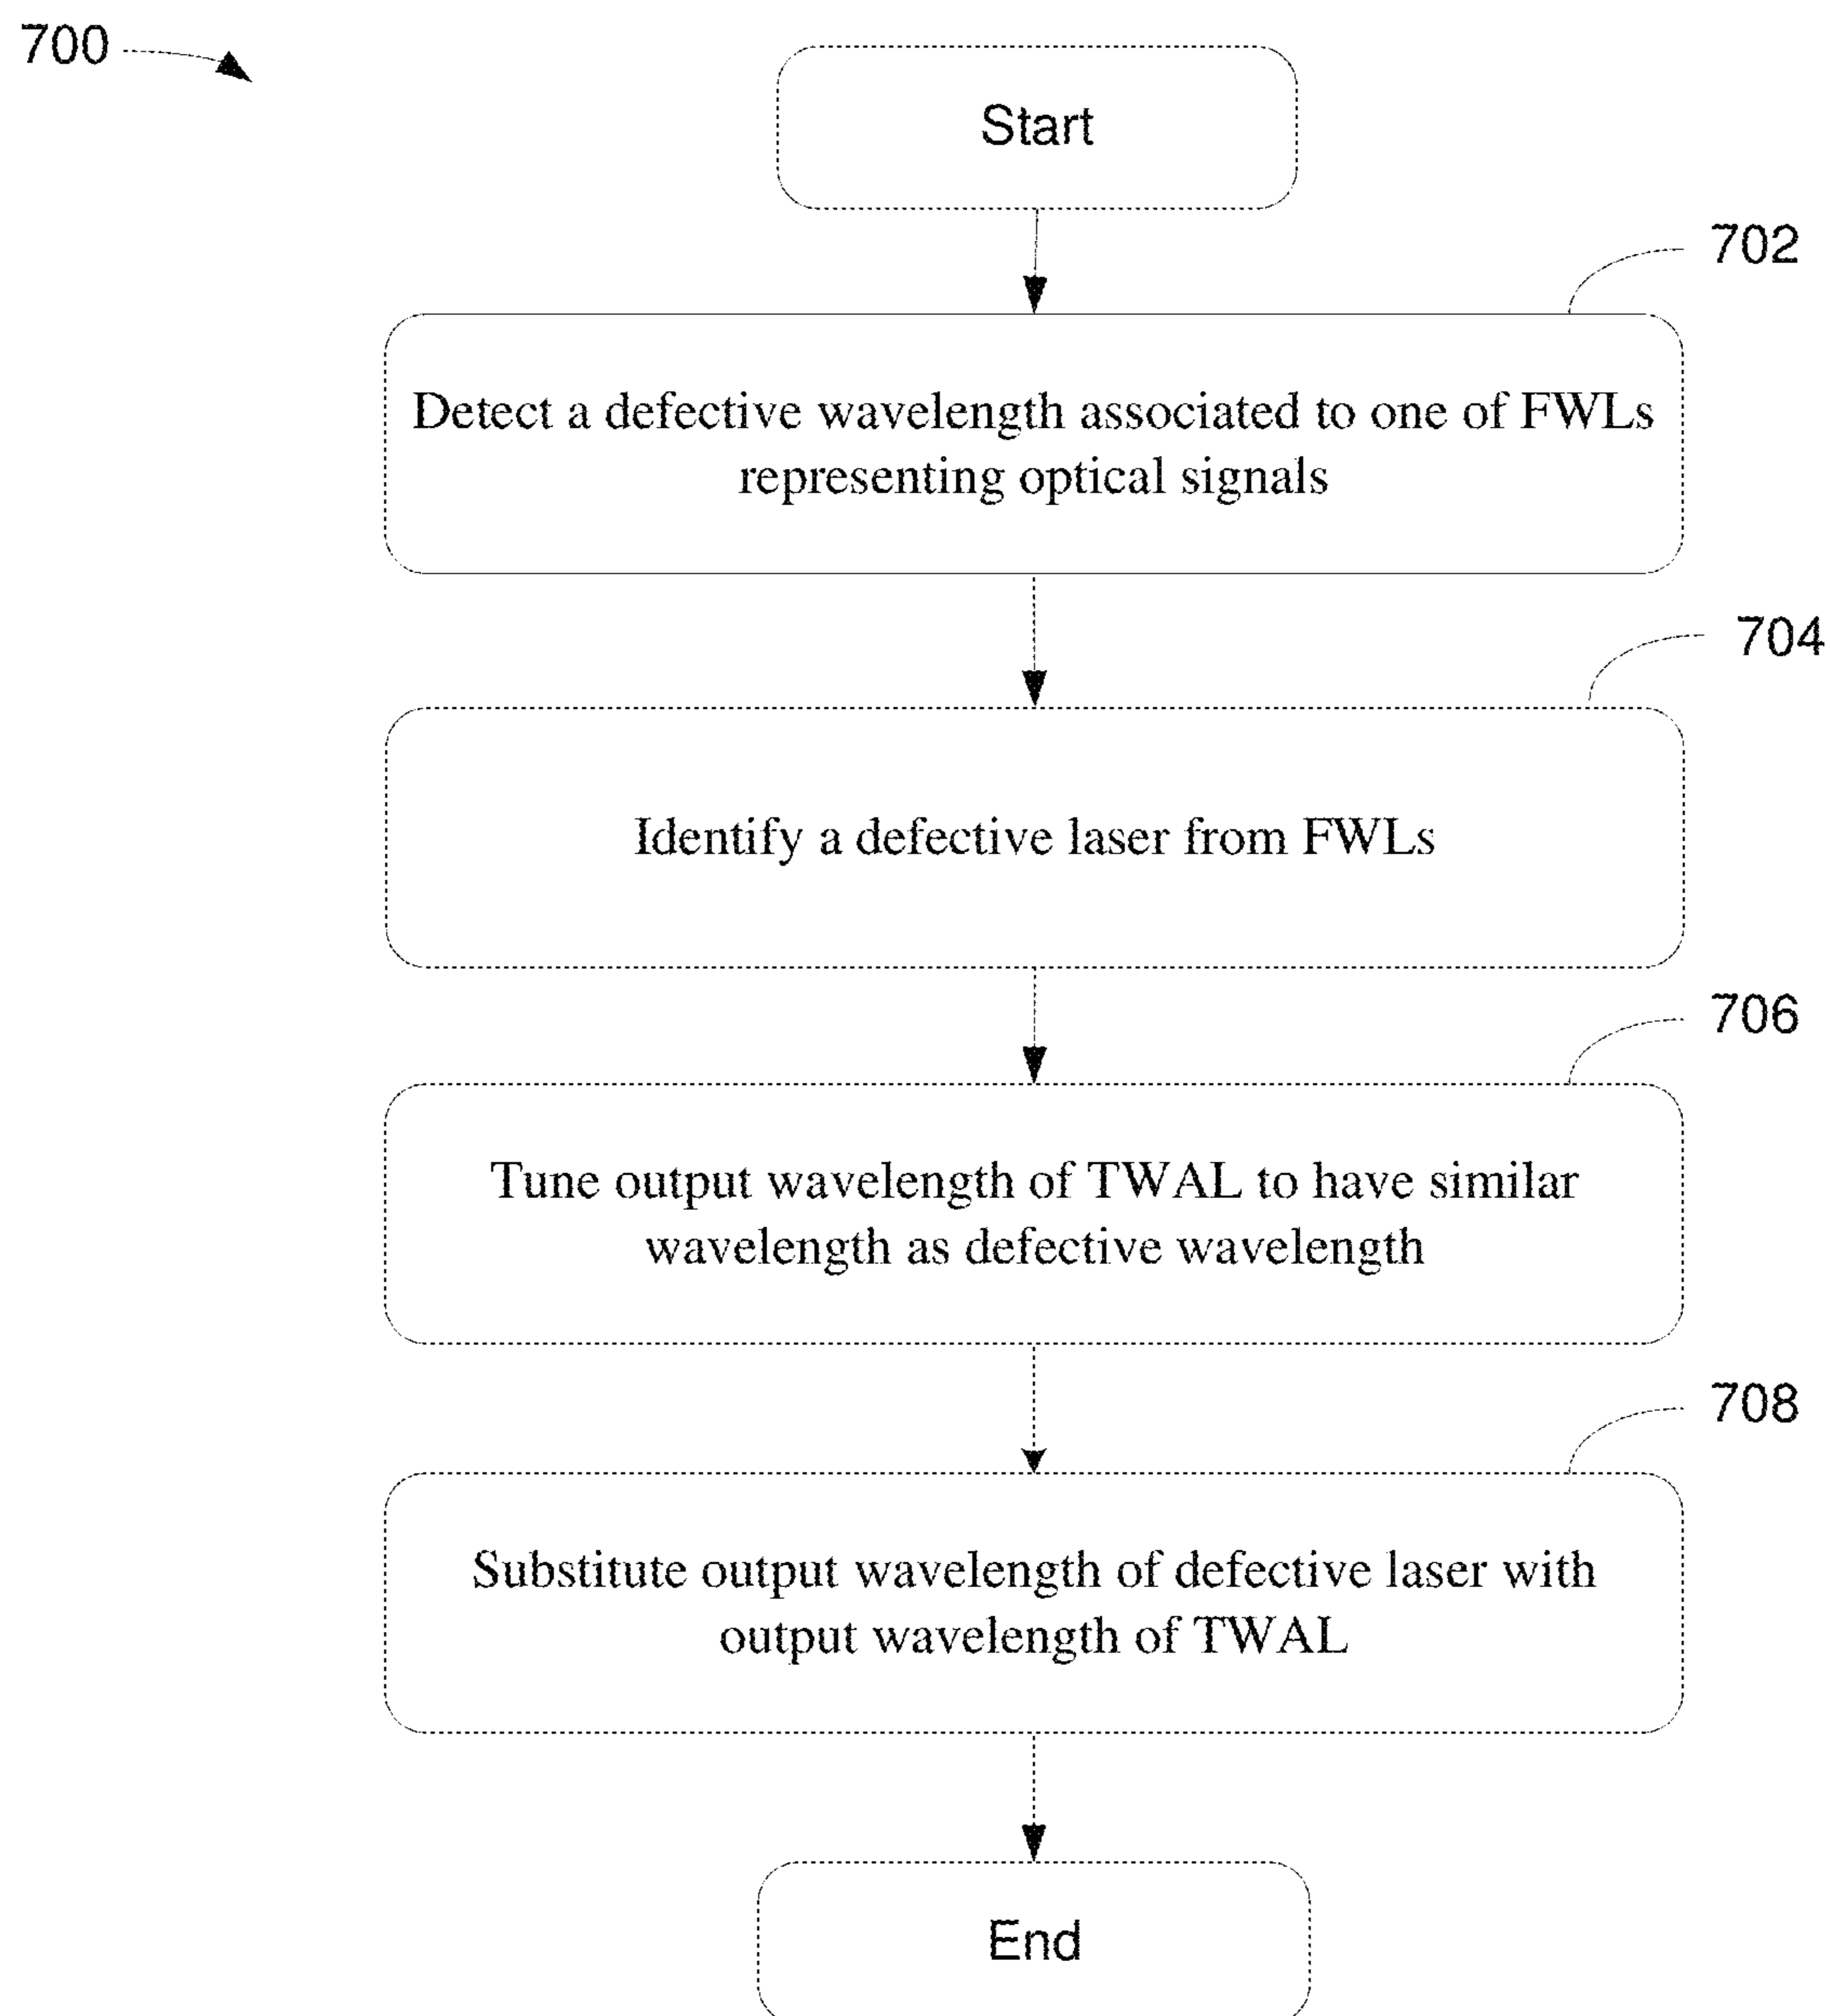 700
Start
702
Detect a defective wavelength associated to one of FWLs
representing optical signals
704
Identify a defective laser from FWLs
706
Tune output wavelength of TWAL to have similar
wavelength as defective wavelength
708
Substitute output wavelength of defective laser with
output wavelength of TWAL
End